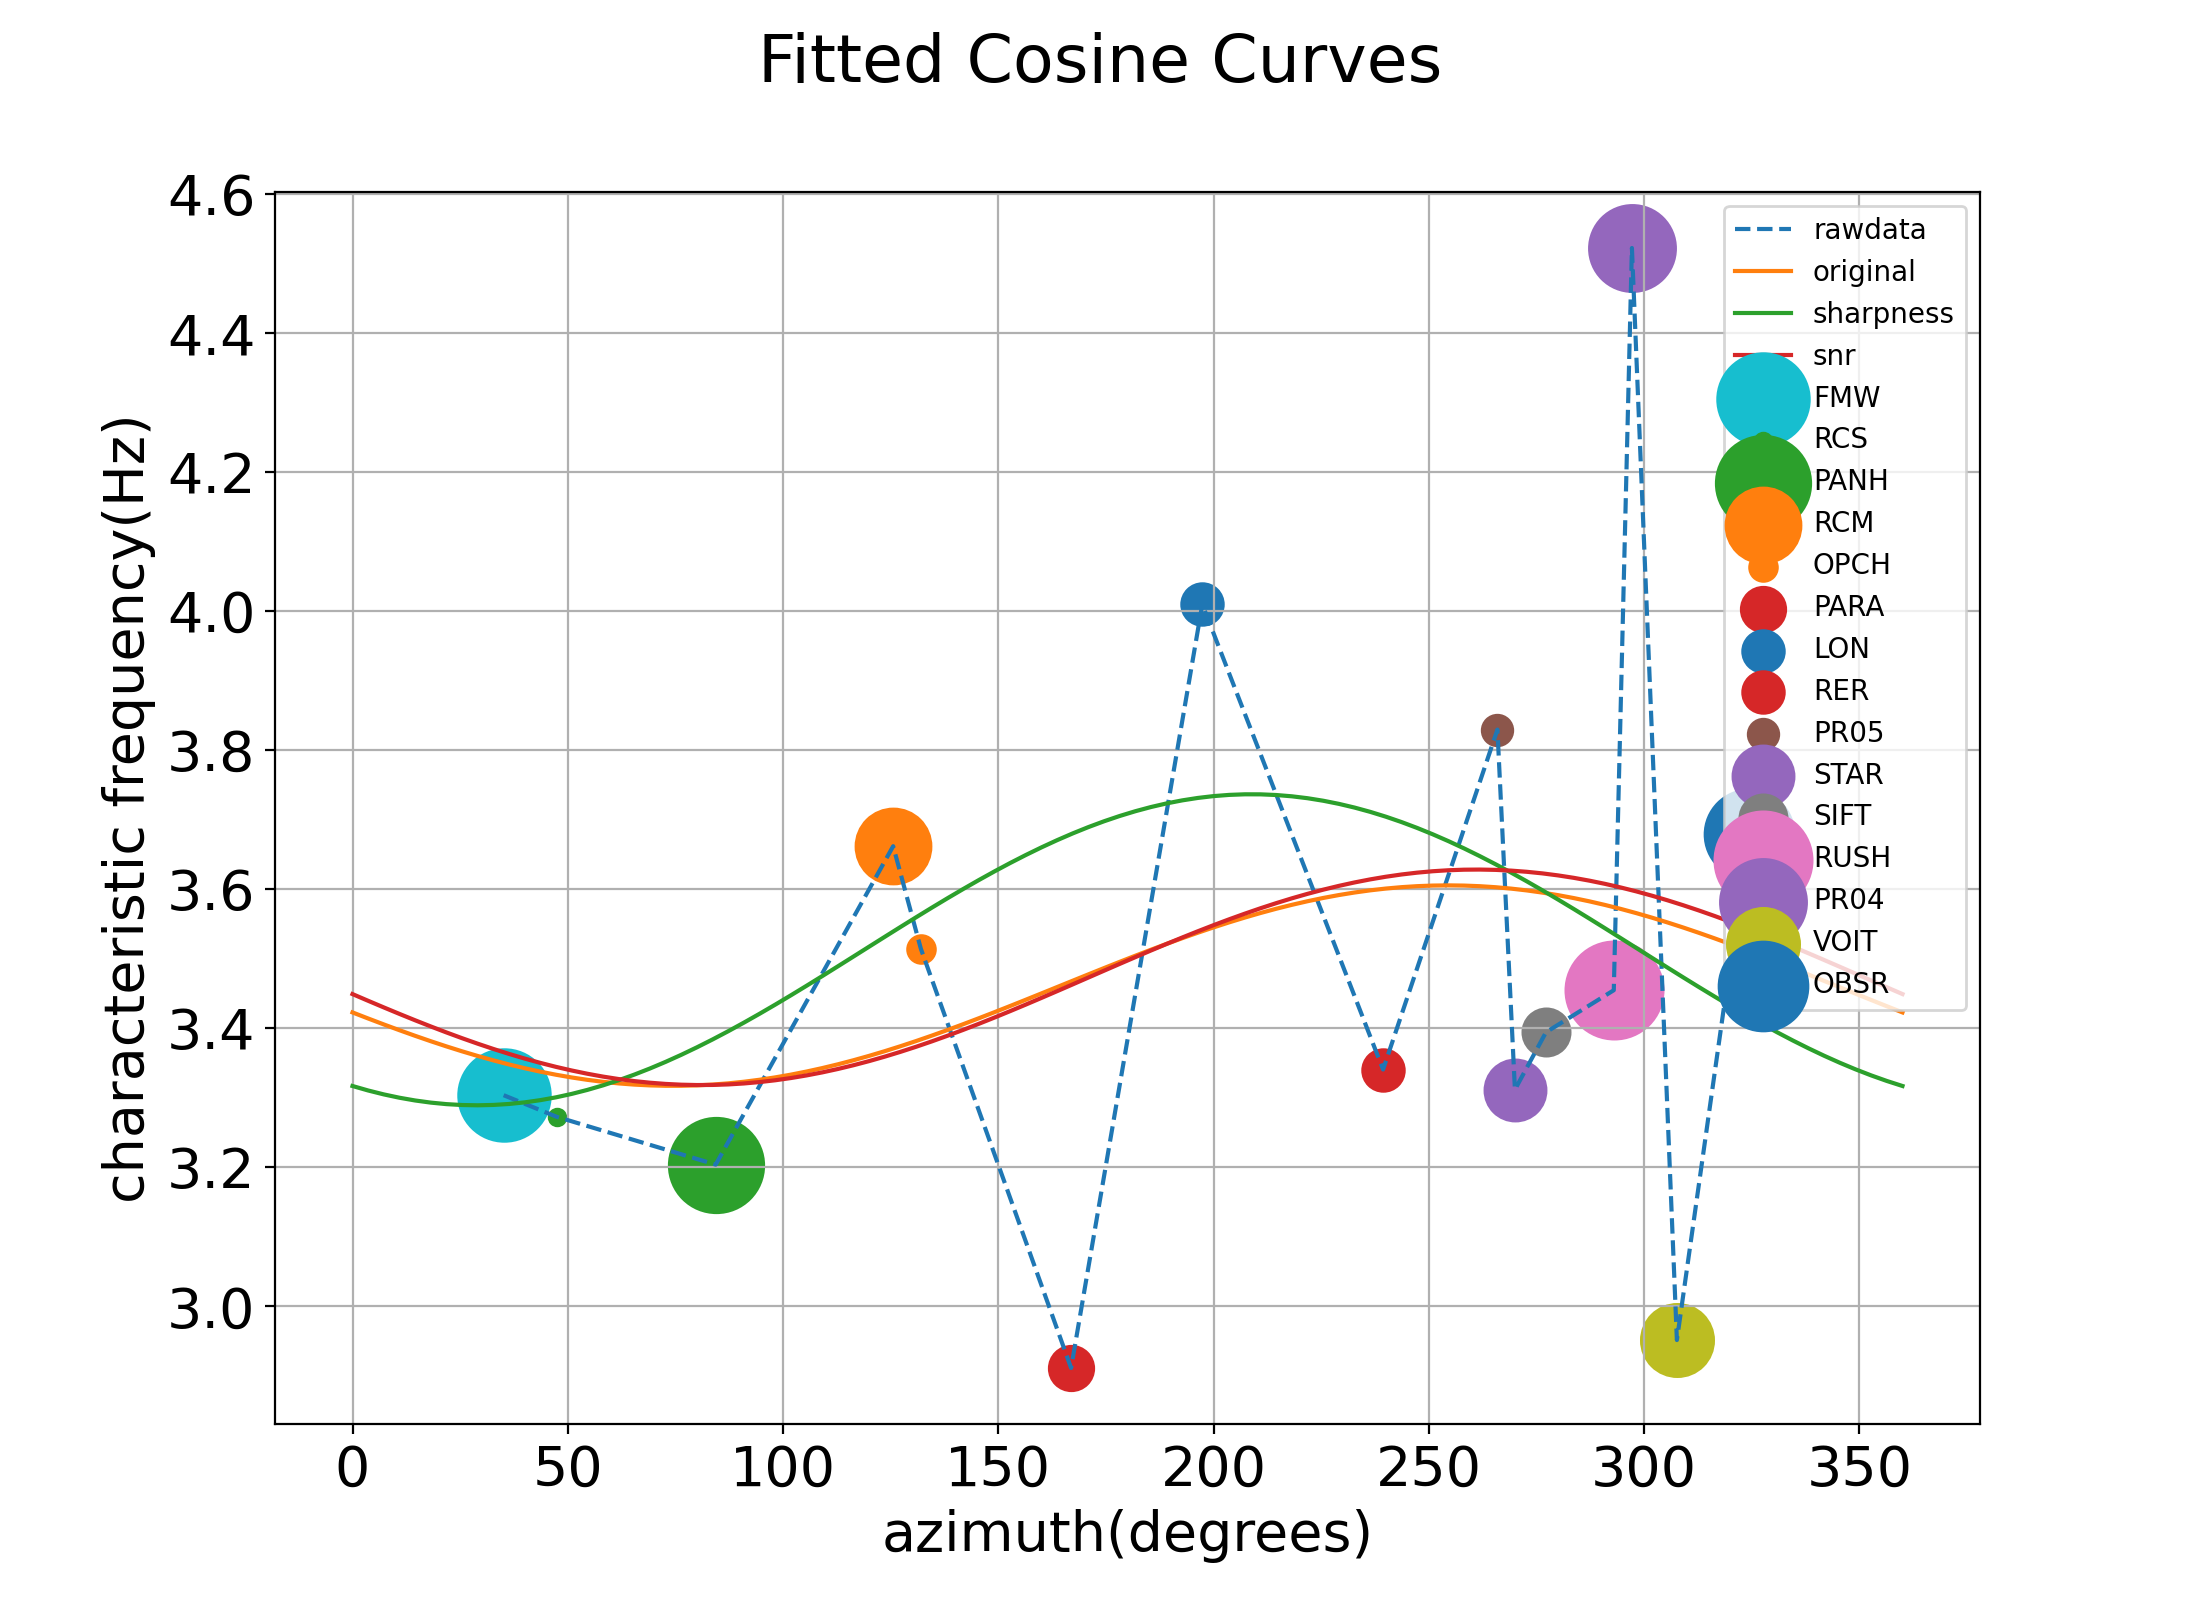 Fitted Cosine Curves
4.6
4.4
4.2
4.0
3.8
3.6
3.4
3.2
3.0
characteristic frequency(Hz)
0 50 100 150 200 250 300 350
azimuth(degrees)
rawdata
original
sharpness
snr
FMW
RCS
PANH
RCM
OPCH
PARA
LON
RER
PR05
STAR
SIFT
RUSH
PR04
VOIT
OBSR